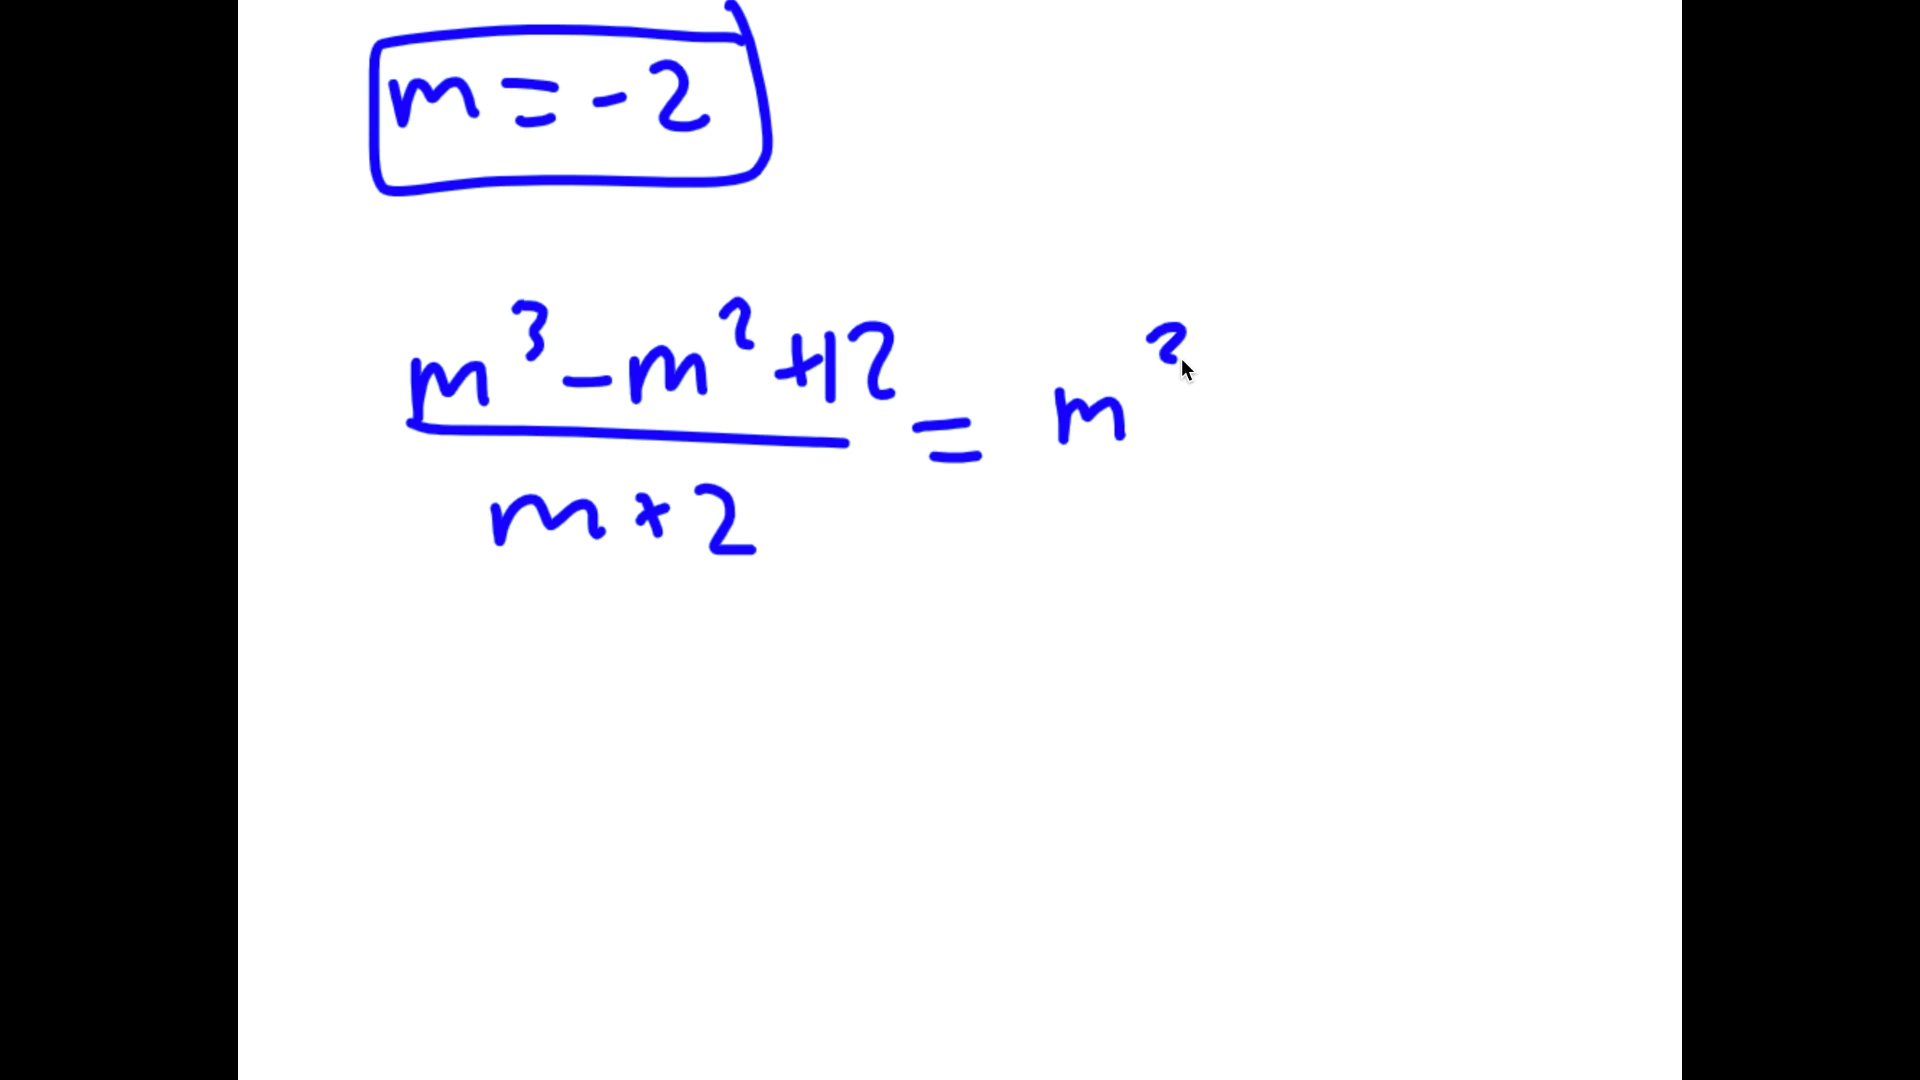 m = -2
m³ - m² + 12
= m²
m + 2